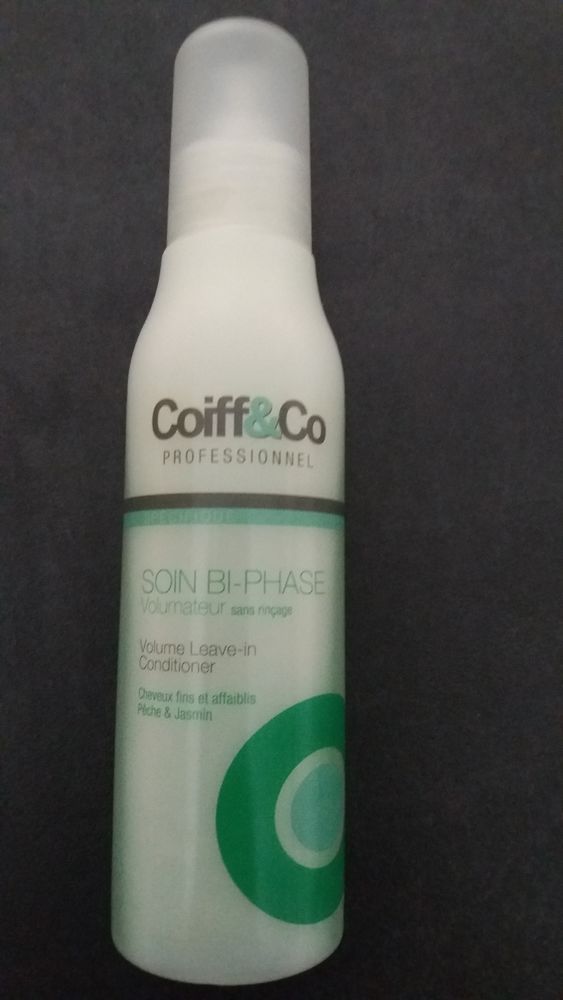 Coiff&Co
PROFESSIONNEL
SPÉCIFIQUE
SOIN BI-PHASE
Volumateur sans rinçage
Volume Leave-in
Conditioner
Cheveux fins et affaiblis
Pêche & Jasmin